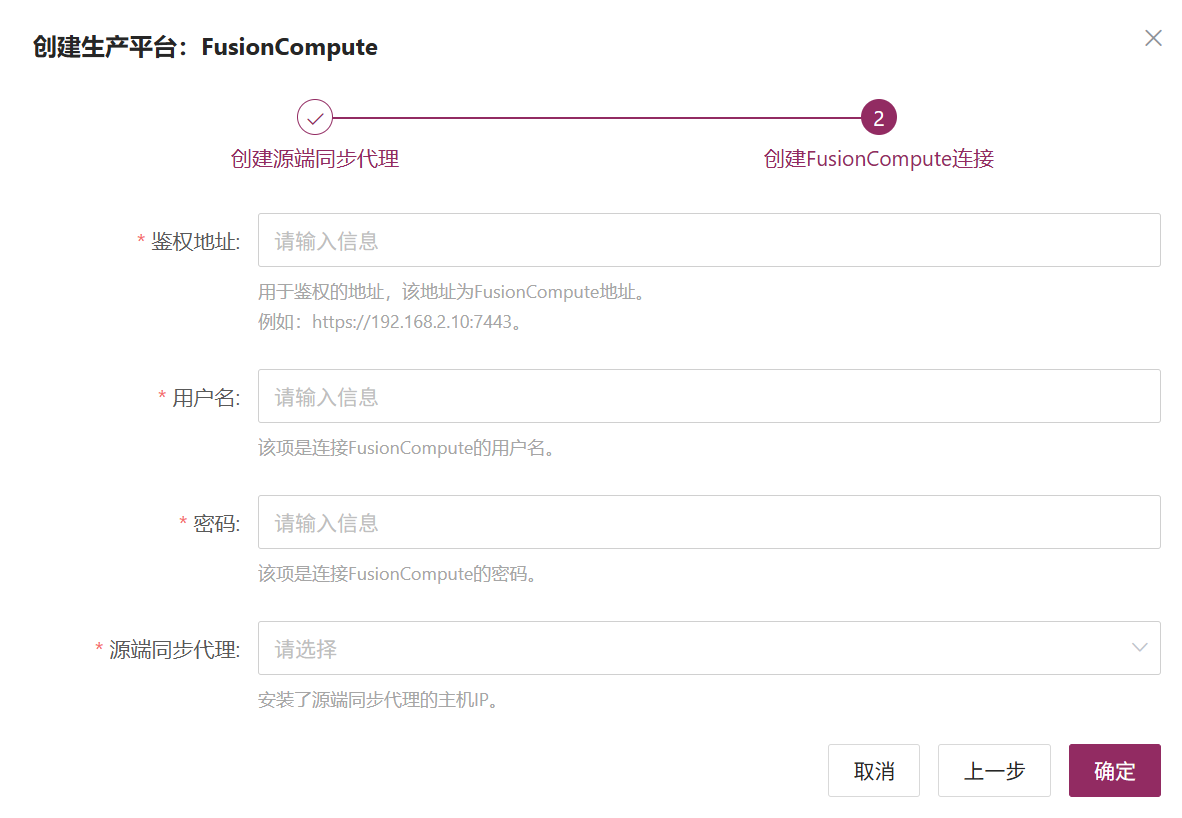 创建生产平台：FusionCompute
2
创建源端同步代理
创建FusionCompute连接
* 鉴权地址:
请输入信息
用于鉴权的地址，该地址为FusionCompute地址。
例如：https://192.168.2.10:7443。
* 用户名:
请输入信息
该项是连接FusionCompute的用户名。
* 密码:
请输入信息
该项是连接FusionCompute的密码。
* 源端同步代理:
请选择
安装了源端同步代理的主机IP。
取消
上一步
确定